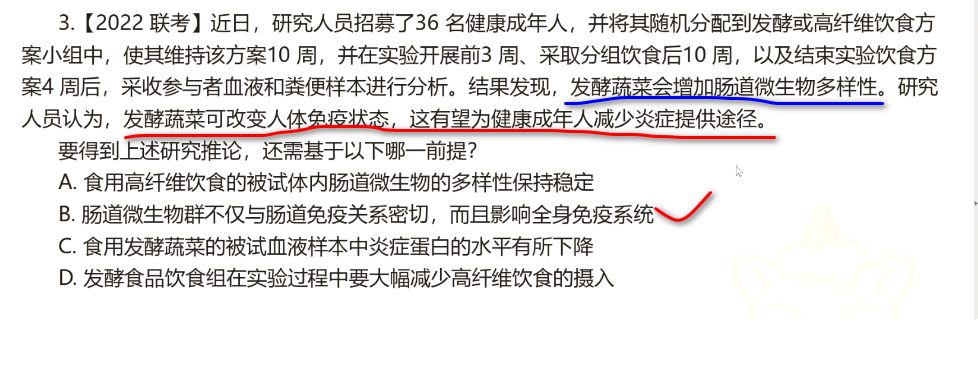 3.【2022 联考】近日，研究人员招募了36 名健康成年人，并将其随机分配到发酵或高纤维饮食方
案小组中，使其维持该方案10 周，并在实验开展前3 周、采取分组饮食后10 周，以及结束实验饮食方
案4 周后，采收参与者血液和粪便样本进行分析。结果发现，发酵蔬菜会增加肠道微生物多样性。研究
人员认为，发酵蔬菜可改变人体免疫状态，这有望为健康成年人减少炎症提供途径。
要得到上述研究推论，还需基于以下哪一前提？
A. 食用高纤维饮食的被试体内肠道微生物的多样性保持稳定
B. 肠道微生物群不仅与肠道免疫关系密切，而且影响全身免疫系统
C. 食用发酵蔬菜的被试血液样本中炎症蛋白的水平有所下降
D. 发酵食品饮食组在实验过程中要大幅减少高纤维饮食的摄入